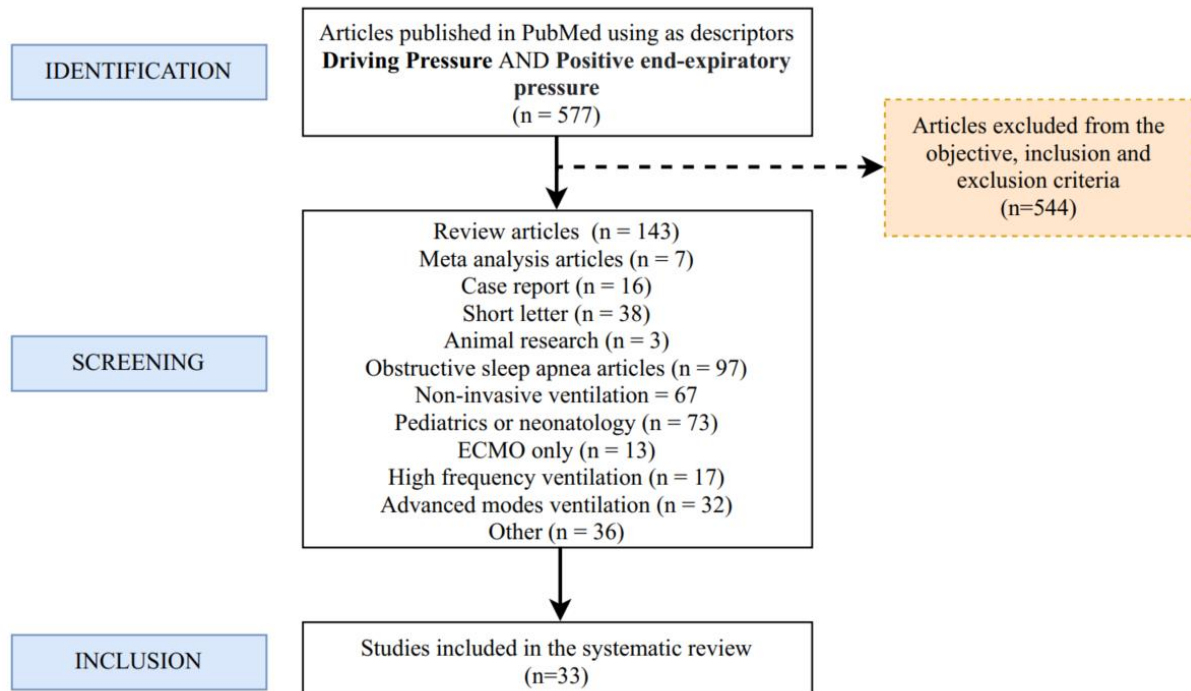 IDENTIFICATION
Articles published in PubMed using as descriptors
Driving Pressure AND Positive end-expiratory
pressure
(n = 577)
Articles excluded from the
objective, inclusion and
exclusion criteria
(n=544)
SCREENING
Review articles (n = 143)
Meta analysis articles (n = 7)
Case report (n = 16)
Short letter (n = 38)
Animal research (n = 3)
Obstructive sleep apnea articles (n = 97)
Non-invasive ventilation = 67
Pediatrics or neonatology (n = 73)
ECMO only (n = 13)
High frequency ventilation (n = 17)
Advanced modes ventilation (n = 32)
Other (n = 36)
INCLUSION
Studies included in the systematic review
(n=33)